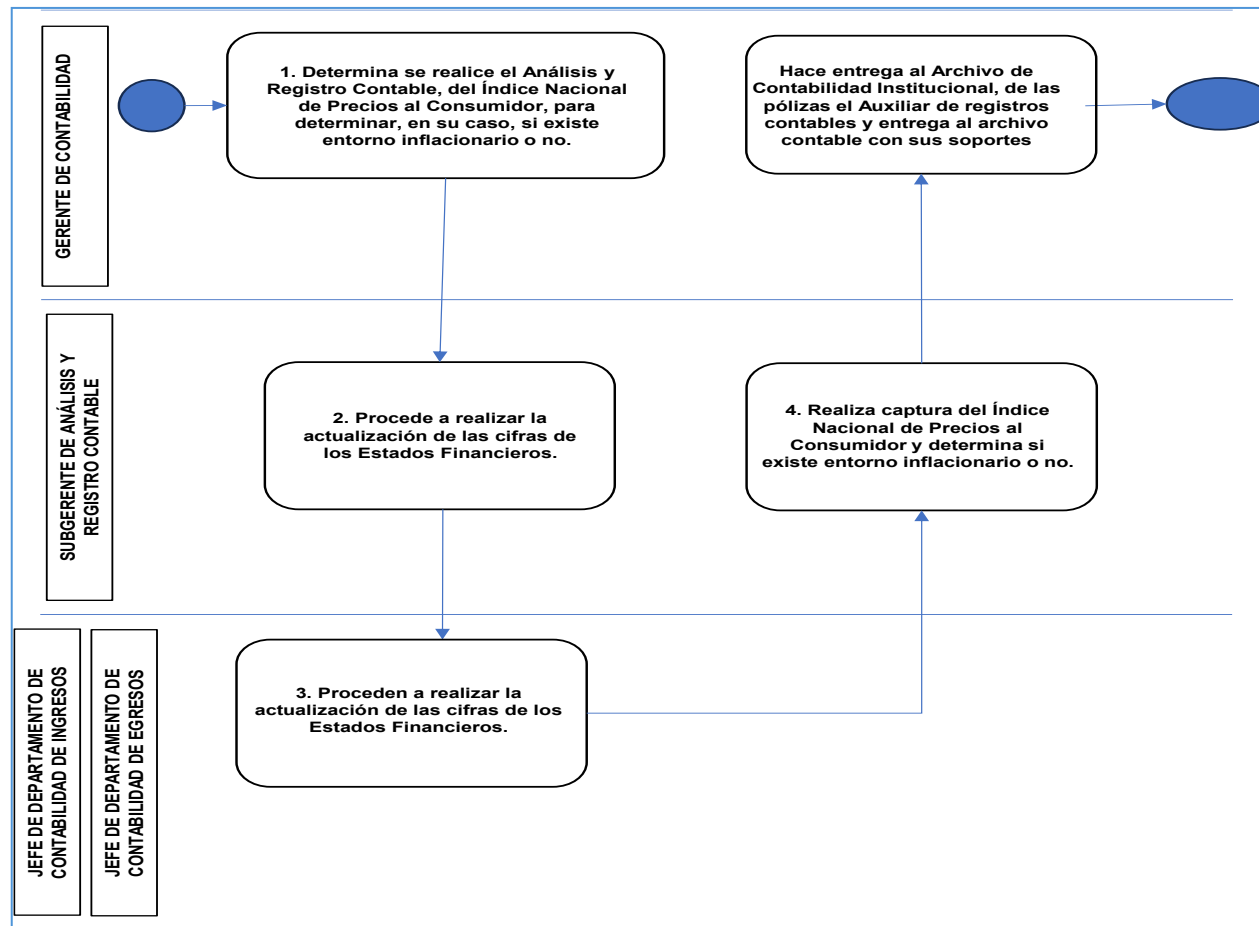 GERENTE DE CONTABILIDAD
1. Determina se realice el Análisis y
Registro Contable, del Índice Nacional
de Precios al Consumidor, para
determinar, en su caso, si existe
entorno inflacionario o no.
Hace entrega al Archivo de
Contabilidad Institucional, de las
pólizas el Auxiliar de registros
contables y entrega al archivo
contable con sus soportes
SUBGERENTE DE ANÁLISIS Y
REGISTRO CONTABLE
2. Procede a realizar la
actualización de las cifras de
los Estados Financieros.
4. Realiza captura del Índice
Nacional de Precios al
Consumidor y determina si
existe entorno inflacionario o no.
JEFE DE DEPARTAMENTO DE
CONTABILIDAD DE INGRESOS
JEFE DE DEPARTAMENTO DE
CONTABILIDAD DE EGRESOS
3. Proceden a realizar la
actualización de las cifras de los
Estados Financieros.